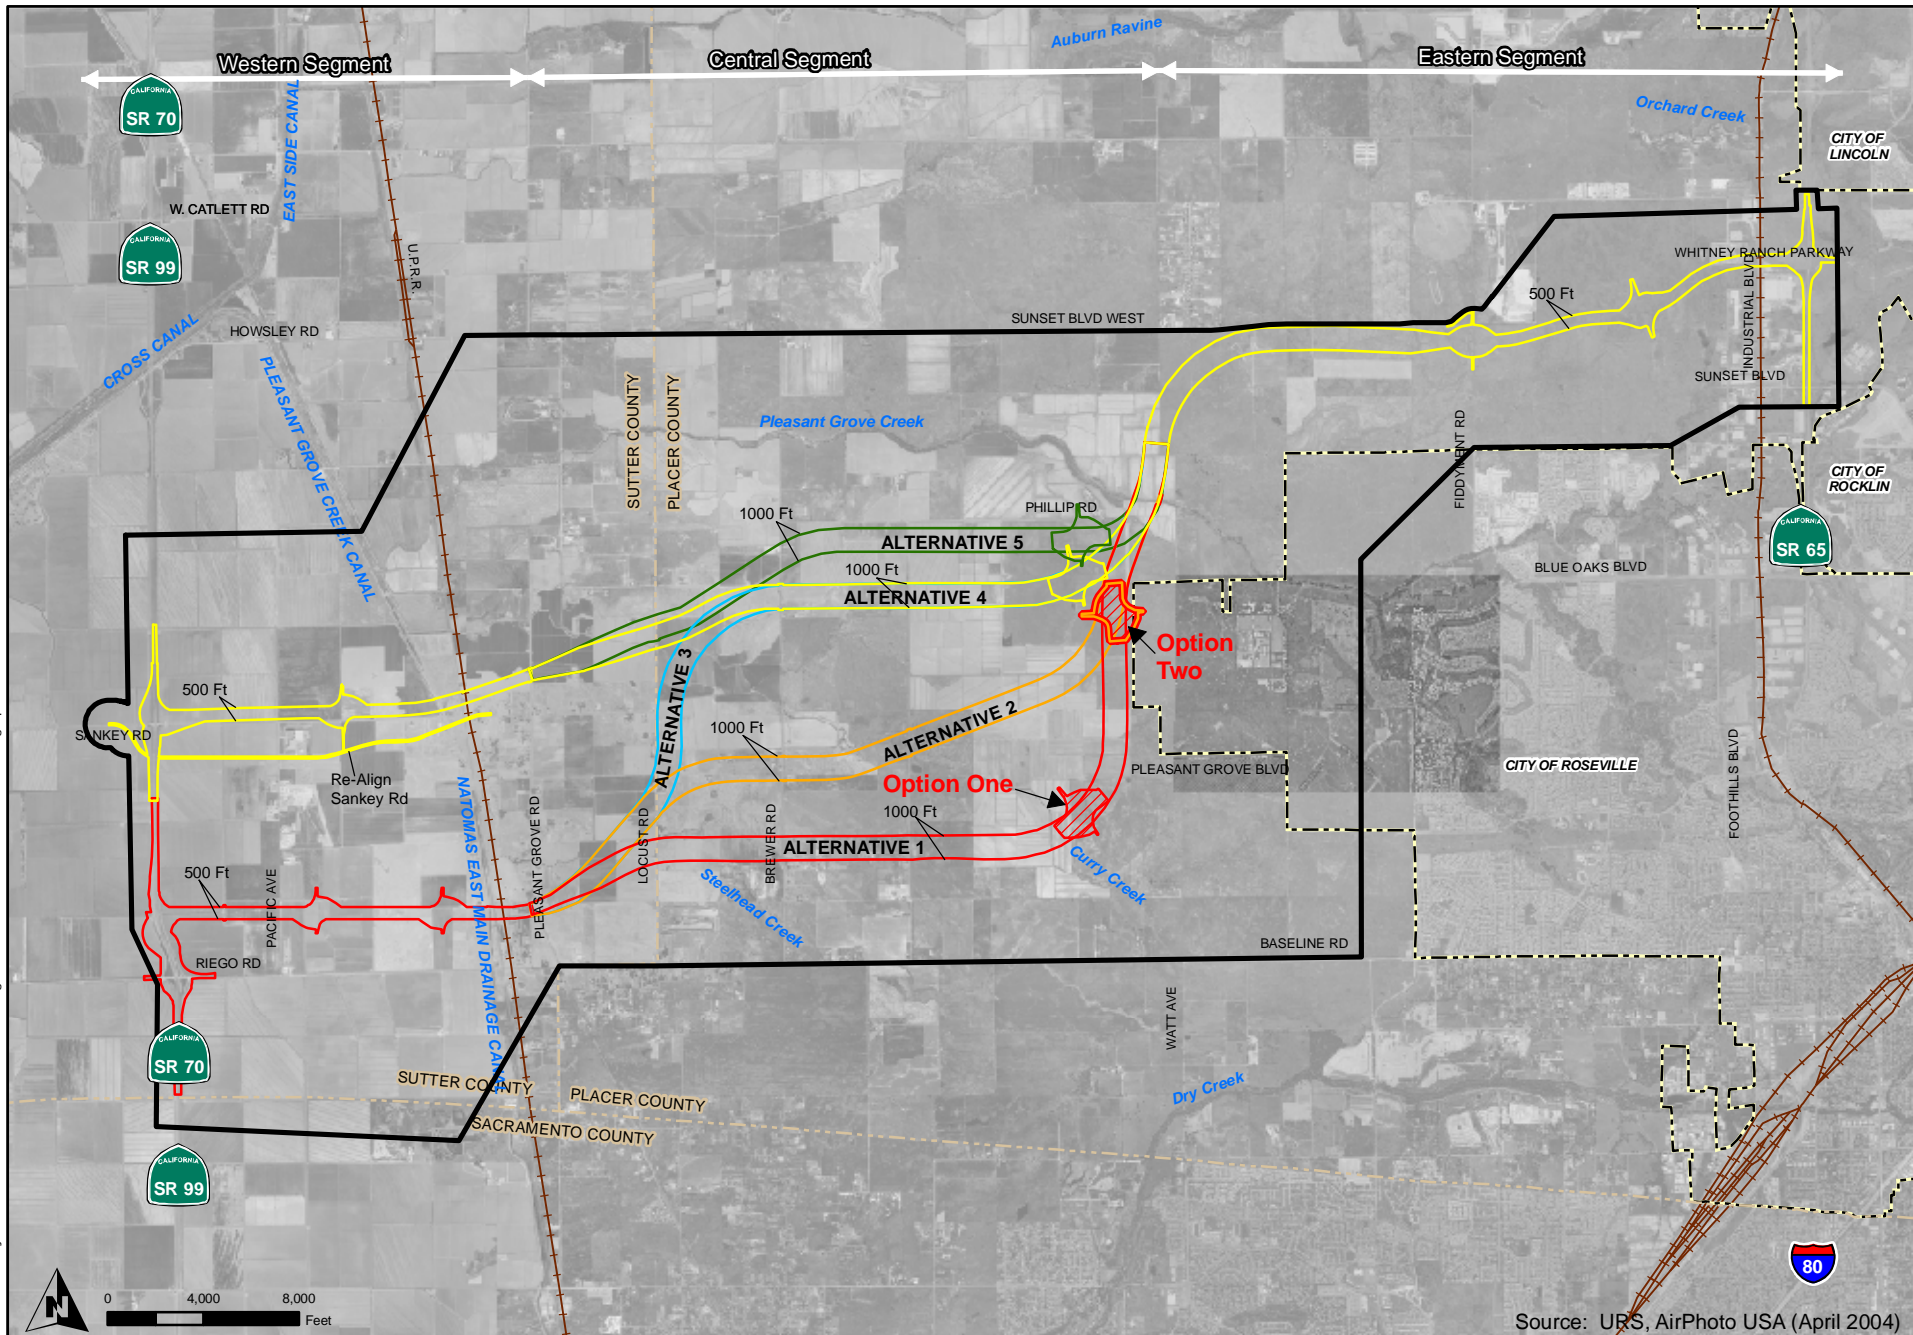 Auburn Ravine
Western Segment
Central Segment
Eastern Segment
CALIFORNIA
SR 70
EAST SIDE CANAL
Orchard Creek
CITY OF
LINCOLN
W. CATLETT RD
CALIFORNIA
SR 99
U.P.R.R.
WHITNEY RANCH PARKWAY
500 Ft
INDUSTRIAL BLVD
SUNSET BLVD WEST
HOWSLEY RD
CROSS CANAL
PLEASANT GROVE CREEK CANAL
SUNSET BLVD
SUTTER COUNTY
PLACER COUNTY
Pleasant Grove Creek
FIDDYMENT RD
CITY OF
ROCKLIN
PHILLIP RD
1000 Ft
ALTERNATIVE 5
CALIFORNIA
SR 65
1000 Ft
ALTERNATIVE 4
BLUE OAKS BLVD
Option
Two
ALTERNATIVE 3
500 Ft
SANKEY RD
1000 Ft
ALTERNATIVE 2
PLEASANT GROVE BLVD
CITY OF ROSEVILLE
FOOTHILLS BLVD
Re-Align
Sankey Rd
Option One
1000 Ft
NATOMAS EAST MAIN DRAINAGE CANAL
PLEASANT GROVE RD
LOCUST RD
BREWER RD
ALTERNATIVE 1
500 Ft
PACIFIC AVE
Steelhead Creek
Curry Creek
RIEGO RD
BASELINE RD
WATT AVE
CALIFORNIA
SR 70
SUTTER COUNTY
PLACER COUNTY
SACRAMENTO COUNTY
Dry Creek
CALIFORNIA
SR 99
80
N
0 4,000 8,000
Feet
Source: URS, AirPhoto USA (April 2004)